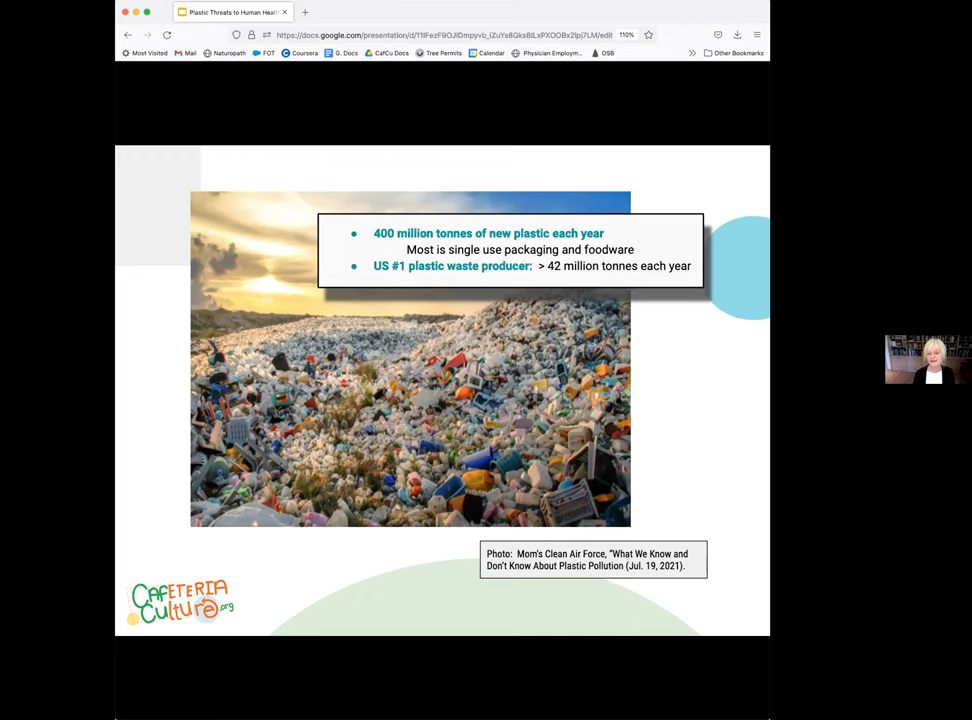 Plastic Threats to Human Healt
https://docs.google.com/presentation/d/
/edit
110%
Most Visited
Mail
Naturopath
FOT
Coursera
G. Docs
CafCu Docs
Tree Permits
Calendar
Physician Employm...
OSB
Other Bookmarks
400 million tonnes of new plastic each year
Most is single use packaging and foodware
US #1 plastic waste producer: > 42 million tonnes each year
Photo: Mom's Clean Air Force, "What We Know and
Don't Know About Plastic Pollution (Jul. 19, 2021).
CAFETERIA
CuLturE.org